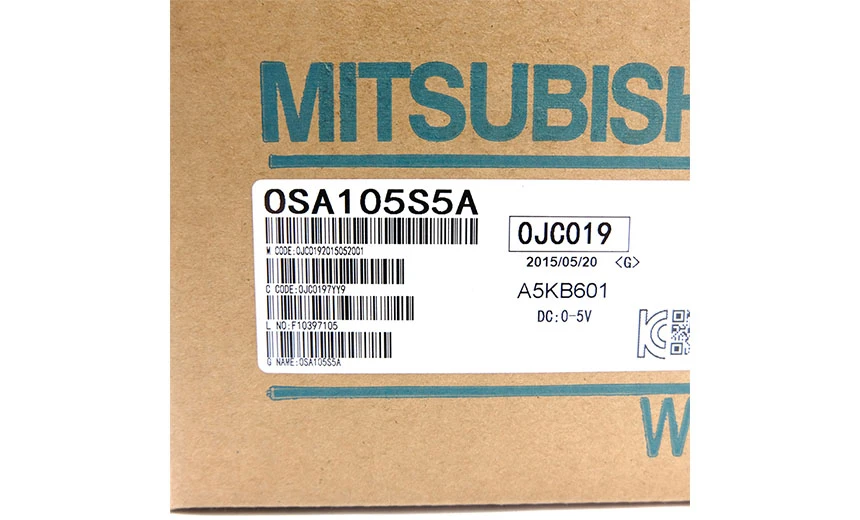 MITSUBISH
OSA105S5A
M CODE:0JC0192015052001
C CODE:0JC0197YY9
L NO:F10397105
G NAME:OSA105S5A
0JC019
2015/05/20 <G>
A5KB601
DC:0-5V
W